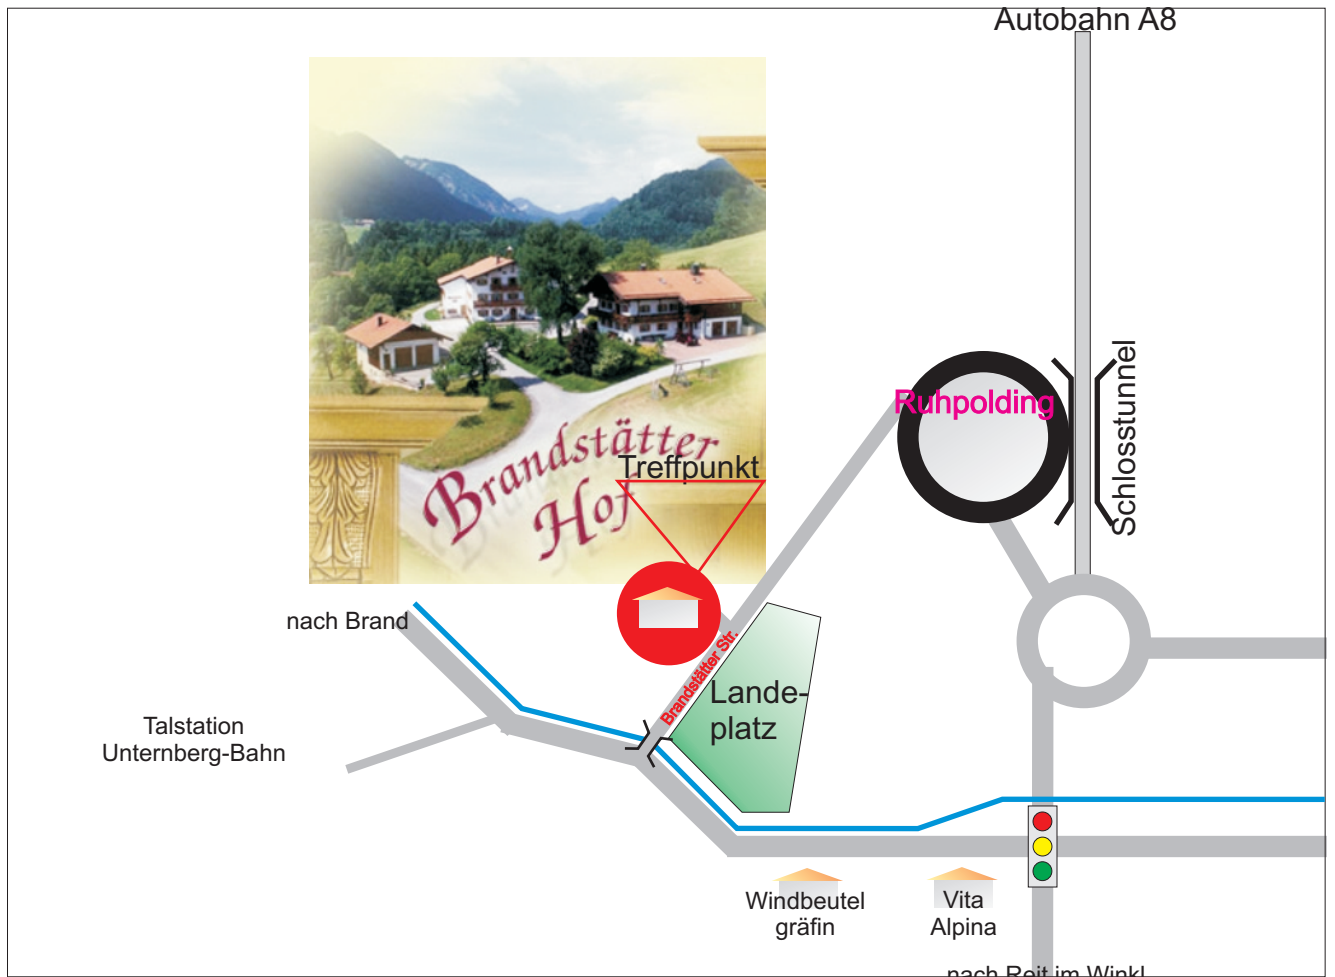 Autobahn A8
Schlosstunnel
Ruhpolding
Brandstätter
Hof
Treffpunkt
nach Brand
Brandstätter Str.
Lande-
platz
Talstation
Unternberg-Bahn
Windbeutel
gräfin
Vita
Alpina
nach Reit im Winkl